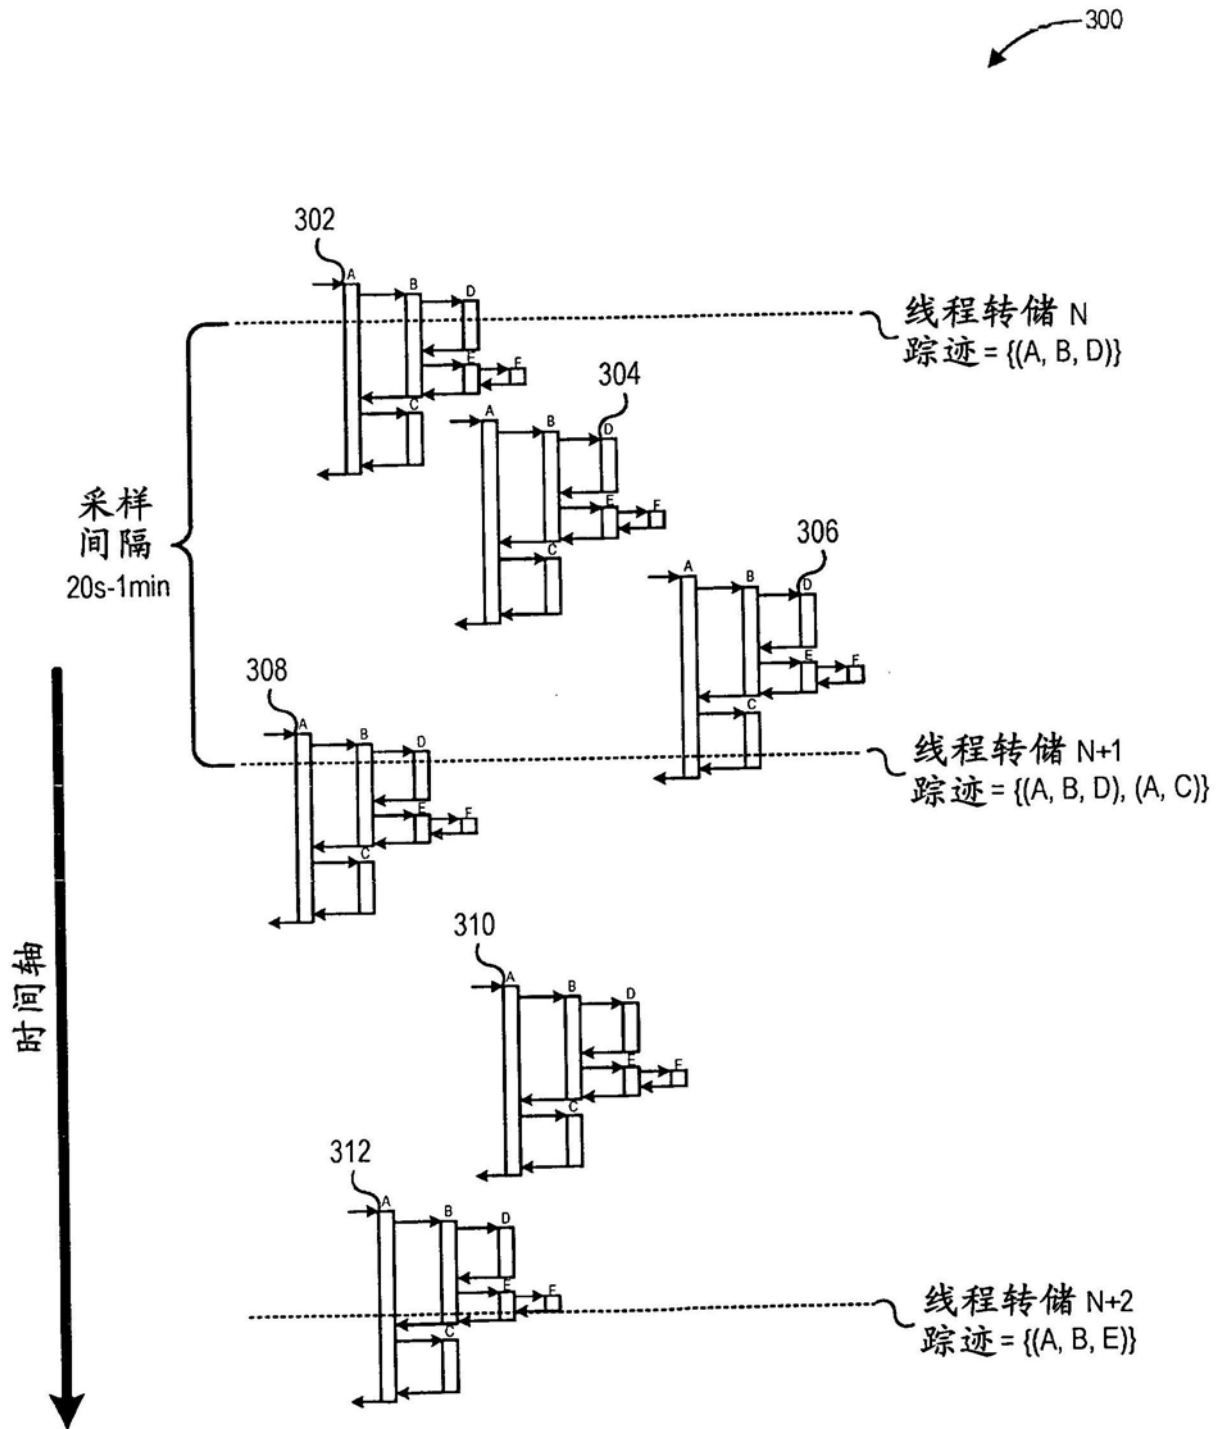 300
302
A
B
D
线程转储 N
踪迹 = {(A, B, D)}
E
F
304
C
A
B
D
采样
间隔
20s-1min
E
F
306
C
A
B
D
308
E
F
A
B
D
C
线程转储 N+1
踪迹 = {(A, B, D), (A, C)}
E
F
C
310
时间轴
A
B
D
E
F
C
312
A
B
D
E
F
线程转储 N+2
踪迹 = {(A, B, E)}
C